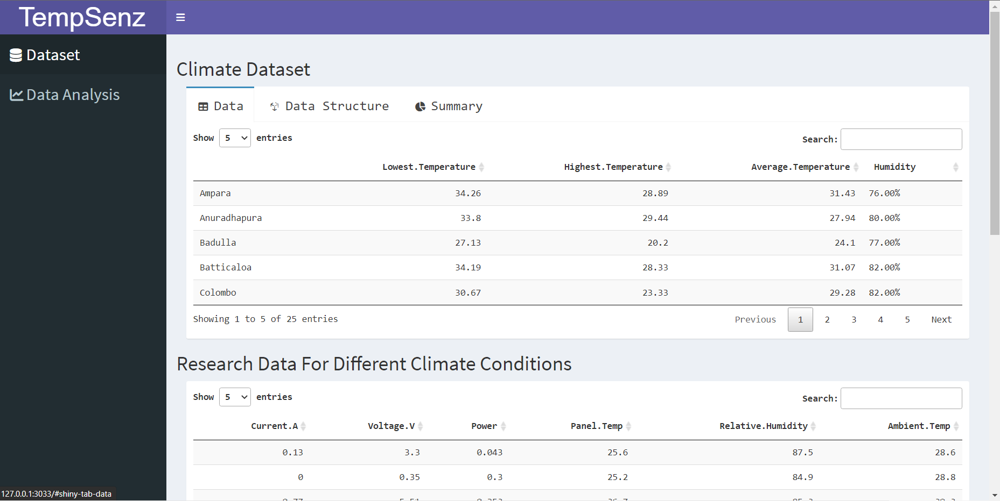 TempSenz
Dataset
Data Analysis
Climate Dataset
Data Data Structure Summary
Show 5 entries Search:
Lowest.Temperature Highest.Temperature Average.Temperature Humidity
Ampara 34.26 28.89 31.43 76.00%
Anuradhapura 33.8 29.44 27.94 80.00%
Badulla 27.13 20.2 24.1 77.00%
Batticaloa 34.19 28.33 31.07 82.00%
Colombo 30.67 23.33 29.28 82.00%
Showing 1 to 5 of 25 entries Previous 1 2 3 4 5 Next
Research Data For Different Climate Conditions
Show 5 entries Search:
Current.A Voltage.V Power Panel.Temp Relative.Humidity Ambient.Temp
0.13 3.3 0.043 25.6 87.5 28.6
0 0.35 0.3 25.2 84.9 28.8
127.0.0.1:3033/#shiny-tab-data